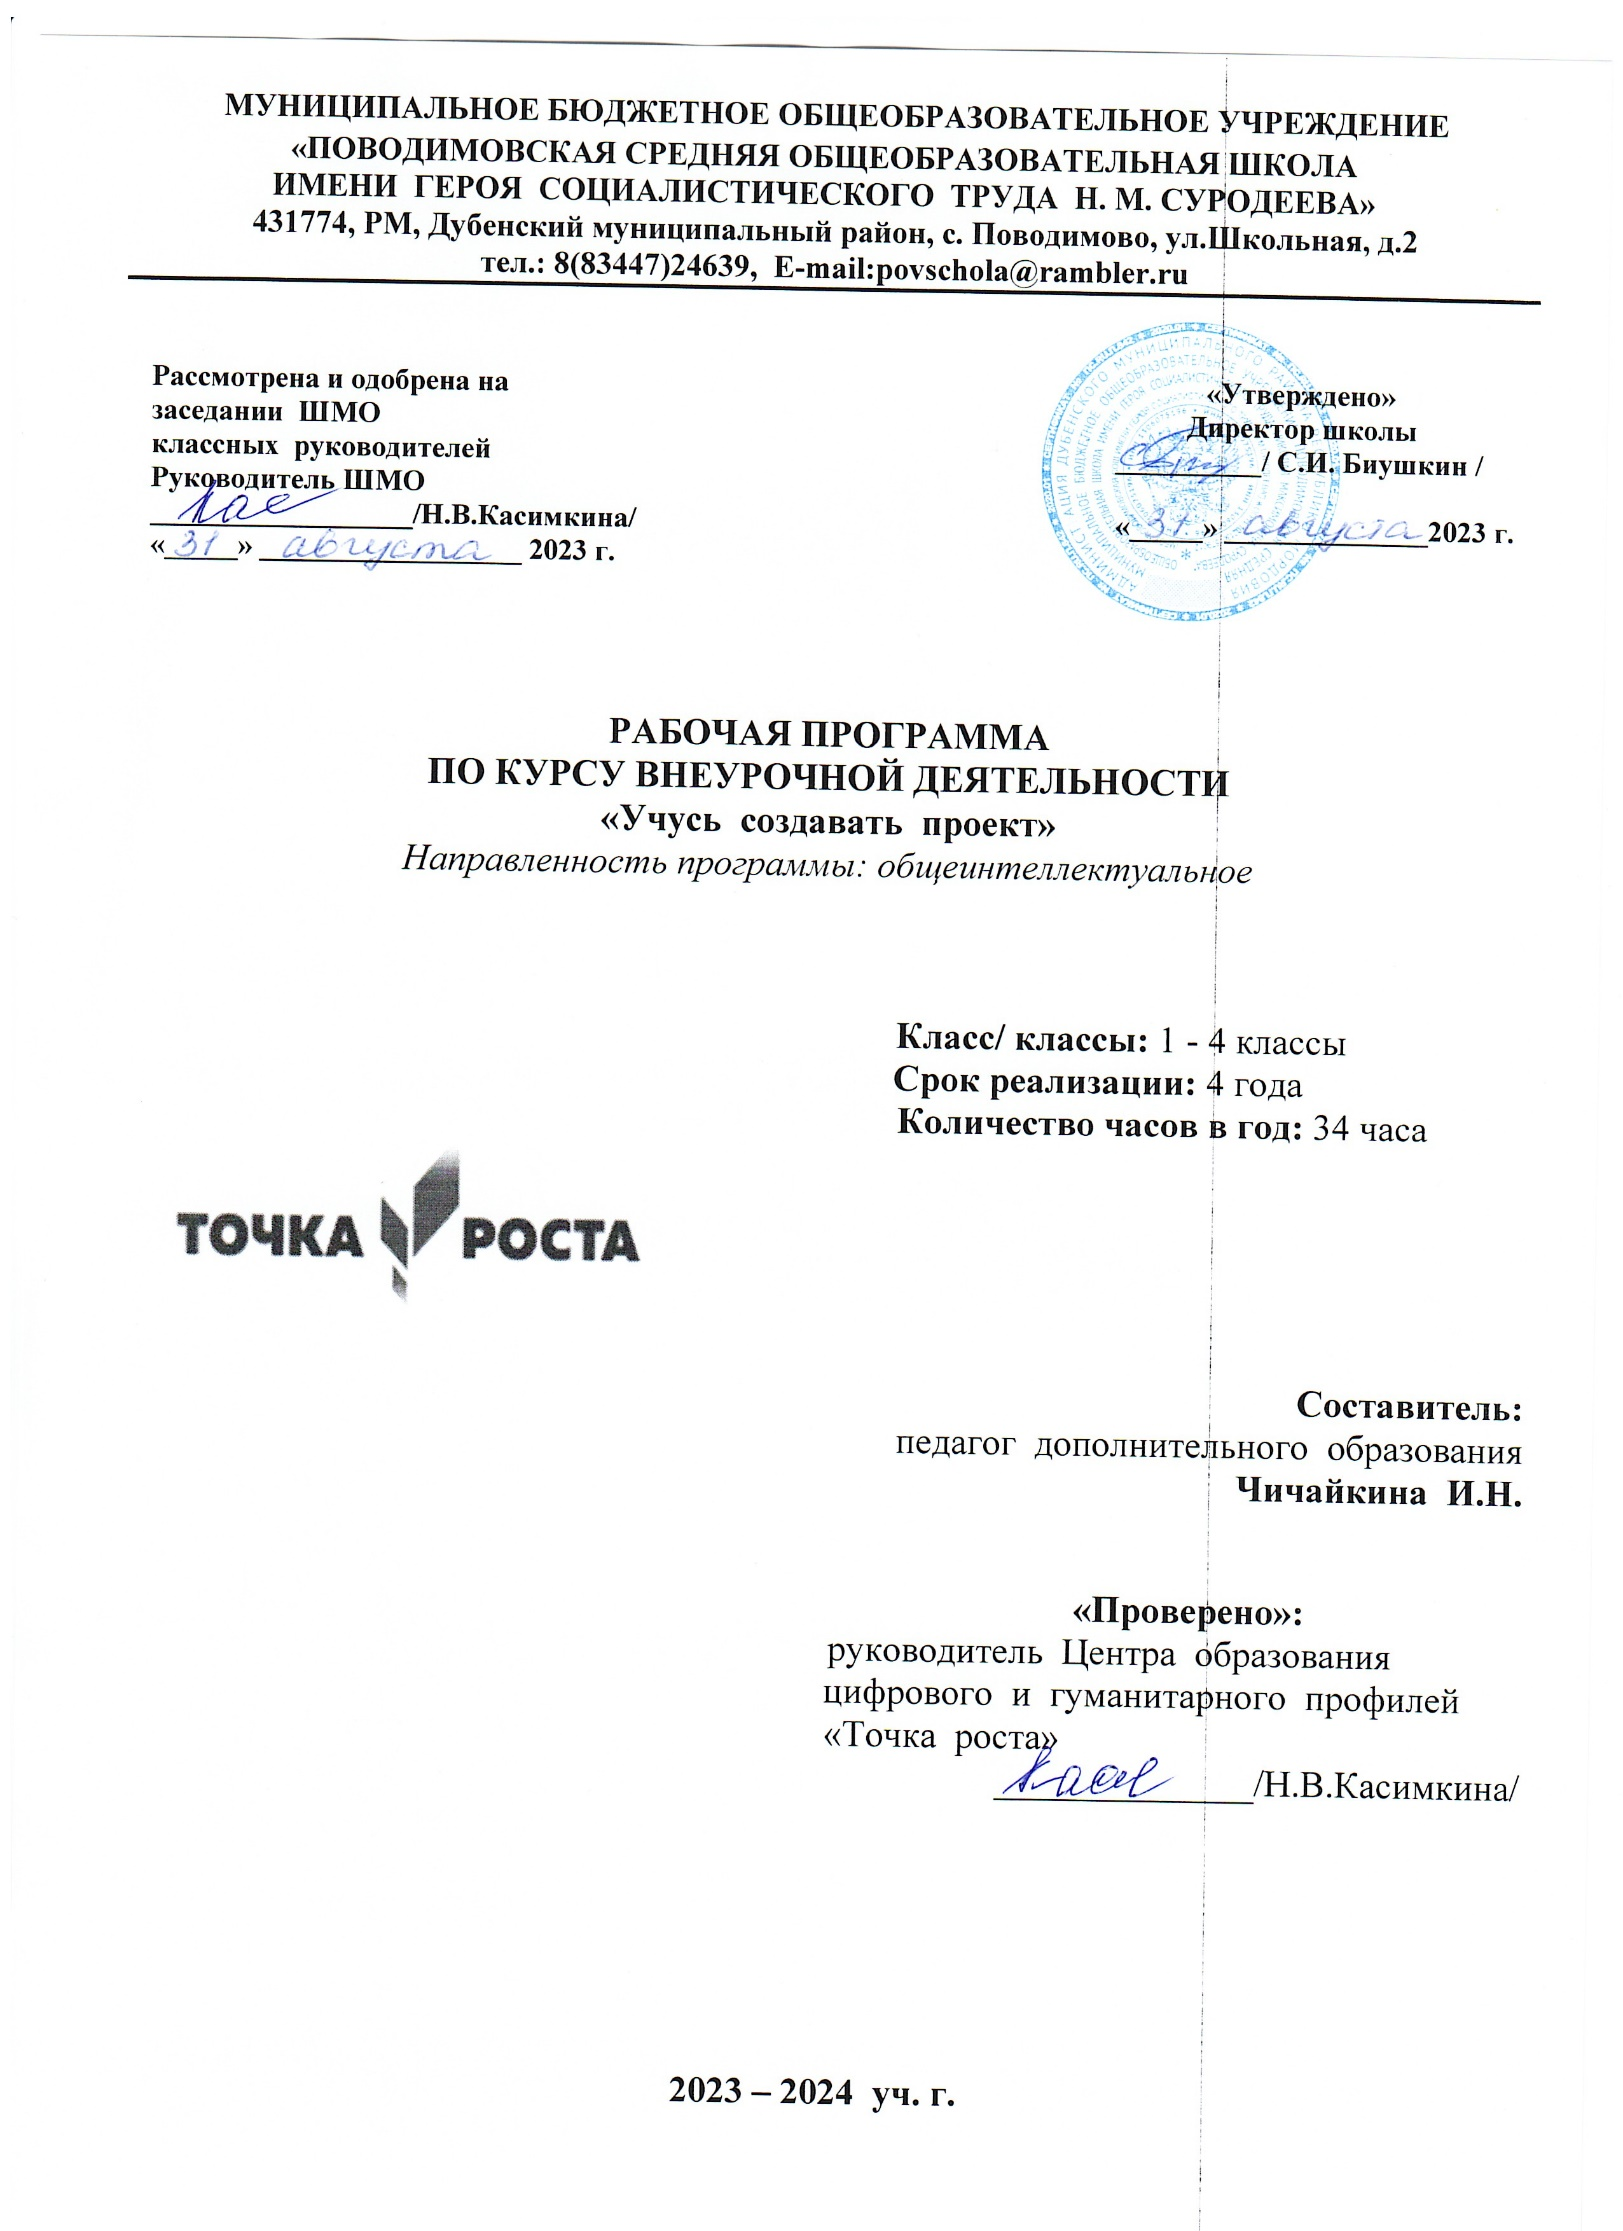 МУНИЦИПАЛЬНОЕ БЮДЖЕТНОЕ ОБЩЕОБРАЗОВАТЕЛЬНОЕ УЧРЕЖДЕНИЕ
«ПОВОДИМОВСКАЯ СРЕДНЯЯ ОБЩЕОБРАЗОВАТЕЛЬНАЯ ШКОЛА
ИМЕНИ ГЕРОЯ СОЦИАЛИСТИЧЕСКОГО ТРУДА Н. М. СУРОДЕЕВА»
431774, РМ, Дубенский муниципальный район, с. Поводимово, ул.Школьная, д.2
тел.: 8(83447)24639, E-mail:povschola@rambler.ru
Рассмотрена и одобрена на
заседании ШМО
классных руководителей
Руководитель ШМО
/Н.В.Касимкина/
«31» августа 2023 г.
«Утверждено»
Директор школы
/ С.И. Биушкин /
«31» августа 2023 г.
РАБОЧАЯ ПРОГРАММА
ПО КУРСУ ВНЕУРОЧНОЙ ДЕЯТЕЛЬНОСТИ
«Учусь создавать проект»
Направленность программы: общеинтеллектуальное
Класс/ классы: 1 - 4 классы
Срок реализации: 4 года
Количество часов в год: 34 часа
ТОЧКА РОСТА
Составитель:
педагог дополнительного образования
Чичайкина И.Н.
«Проверено»:
руководитель Центра образования
цифрового и гуманитарного профилей
«Точка роста»
/Н.В.Касимкина/
2023 – 2024 уч. г.